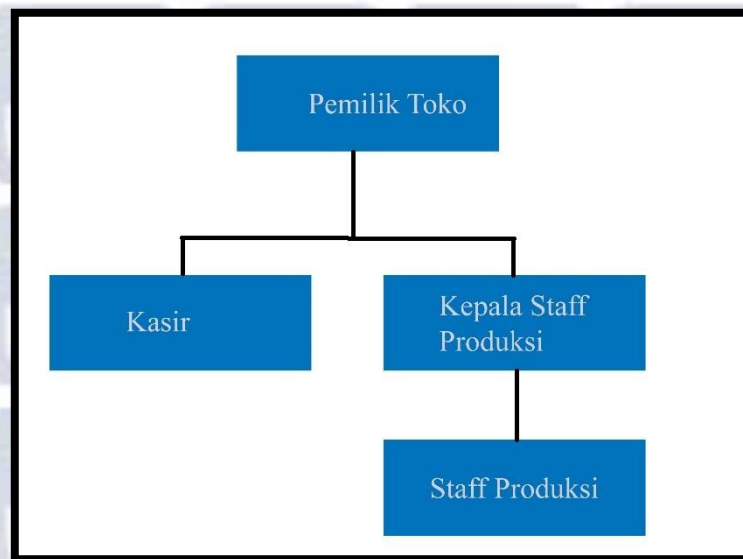 Pemilik Toko
Kasir
Kepala Staff
Produksi
Staff Produksi